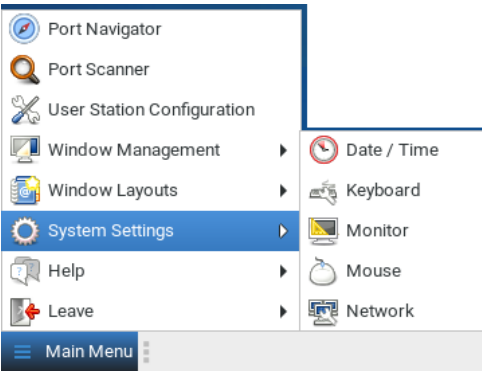 Port Navigator
Port Scanner
User Station Configuration
Window Management
Window Layouts
System Settings
Help
Leave
Main Menu
Date / Time
Keyboard
Monitor
Mouse
Network